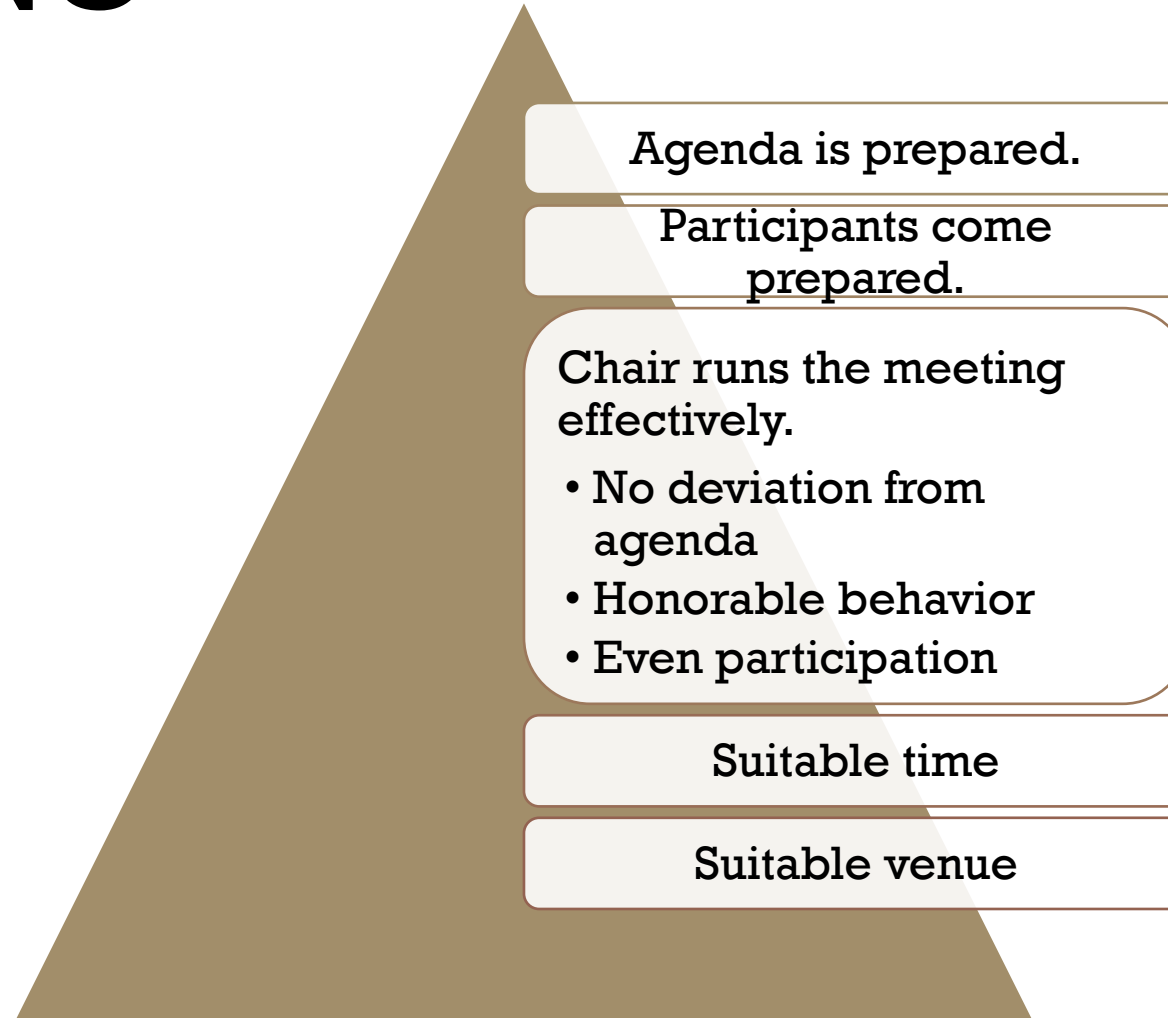 Agenda is prepared.
Participants come
prepared.
Chair runs the meeting
effectively.
• No deviation from
agenda
• Honorable behavior
• Even participation
Suitable time
Suitable venue